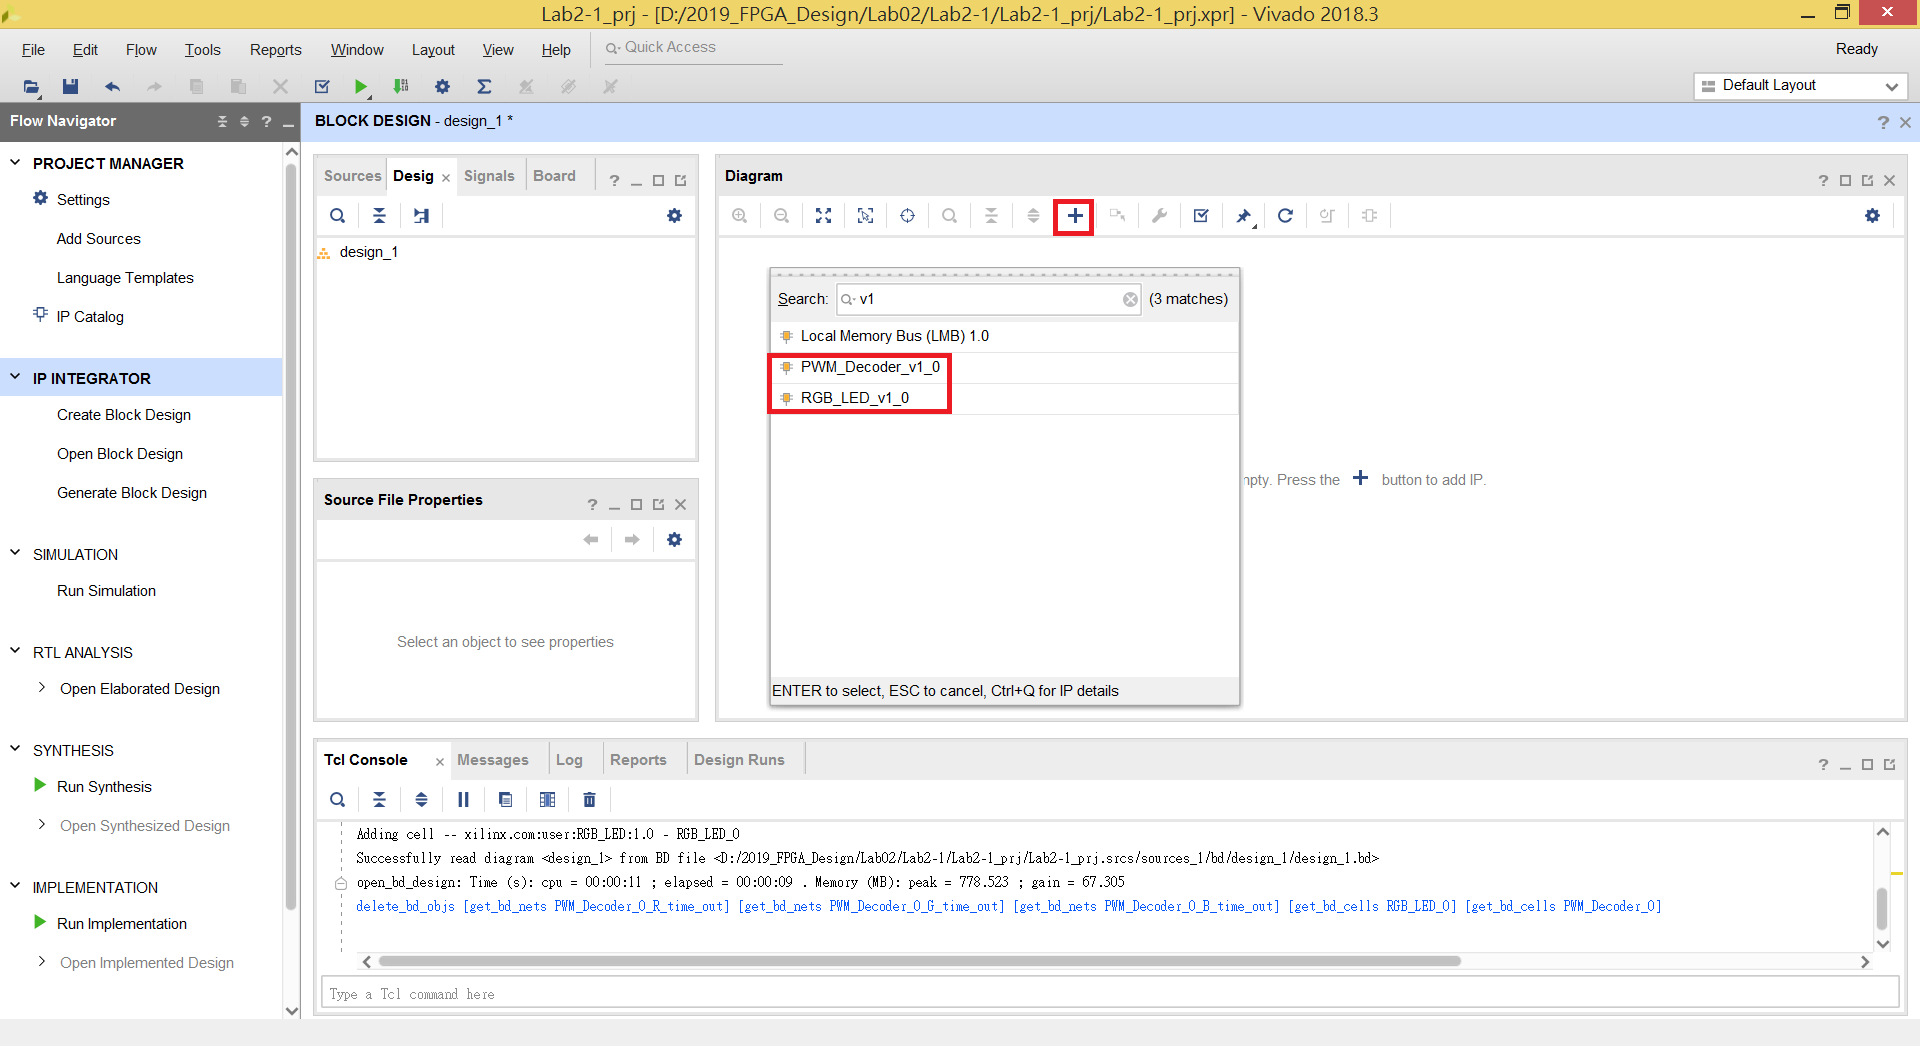 Lab2-1_prj - [D:/2019_FPGA_Design/Lab02/Lab2-1/Lab2-1_prj/Lab2-1_prj.xpr] - Vivado 2018.3
File Edit Flow Tools Reports Window Layout View Help Quick Access Ready
Default Layout
Flow Navigator
BLOCK DESIGN - design_1 *
PROJECT MANAGER
Settings
Add Sources
Language Templates
IP Catalog
IP INTEGRATOR
Create Block Design
Open Block Design
Generate Block Design
SIMULATION
Run Simulation
RTL ANALYSIS
Open Elaborated Design
SYNTHESIS
Run Synthesis
Open Synthesized Design
IMPLEMENTATION
Run Implementation
Open Implemented Design
Sources Desig Signals Board
design_1
Source File Properties
Select an object to see properties
Diagram
Search: v1 (3 matches)
Local Memory Bus (LMB) 1.0
PWM_Decoder_v1_0
RGB_LED_v1_0
ENTER to select, ESC to cancel, Ctrl+Q for IP details
mpty. Press the + button to add IP.
Tcl Console Messages Log Reports Design Runs
Adding cell -- xilinx.com:user:RGB_LED:1.0 - RGB_LED_0
Successfully read diagram <design_1> from BD file <D:/2019_FPGA_Design/Lab02/Lab2-1/Lab2-1_prj/Lab2-1_prj.srcs/sources_1/bd/design_1/design_1.bd>
open_bd_design: Time (s): cpu = 00:00:11 ; elapsed = 00:00:09 . Memory (MB): peak = 778.523 ; gain = 67.305
delete_bd_objs [get_bd_nets PWM_Decoder_0_R_time_out] [get_bd_nets PWM_Decoder_0_G_time_out] [get_bd_nets PWM_Decoder_0_B_time_out] [get_bd_cells RGB_LED_0] [get_bd_cells PWM_Decoder_0]
Type a Tcl command here